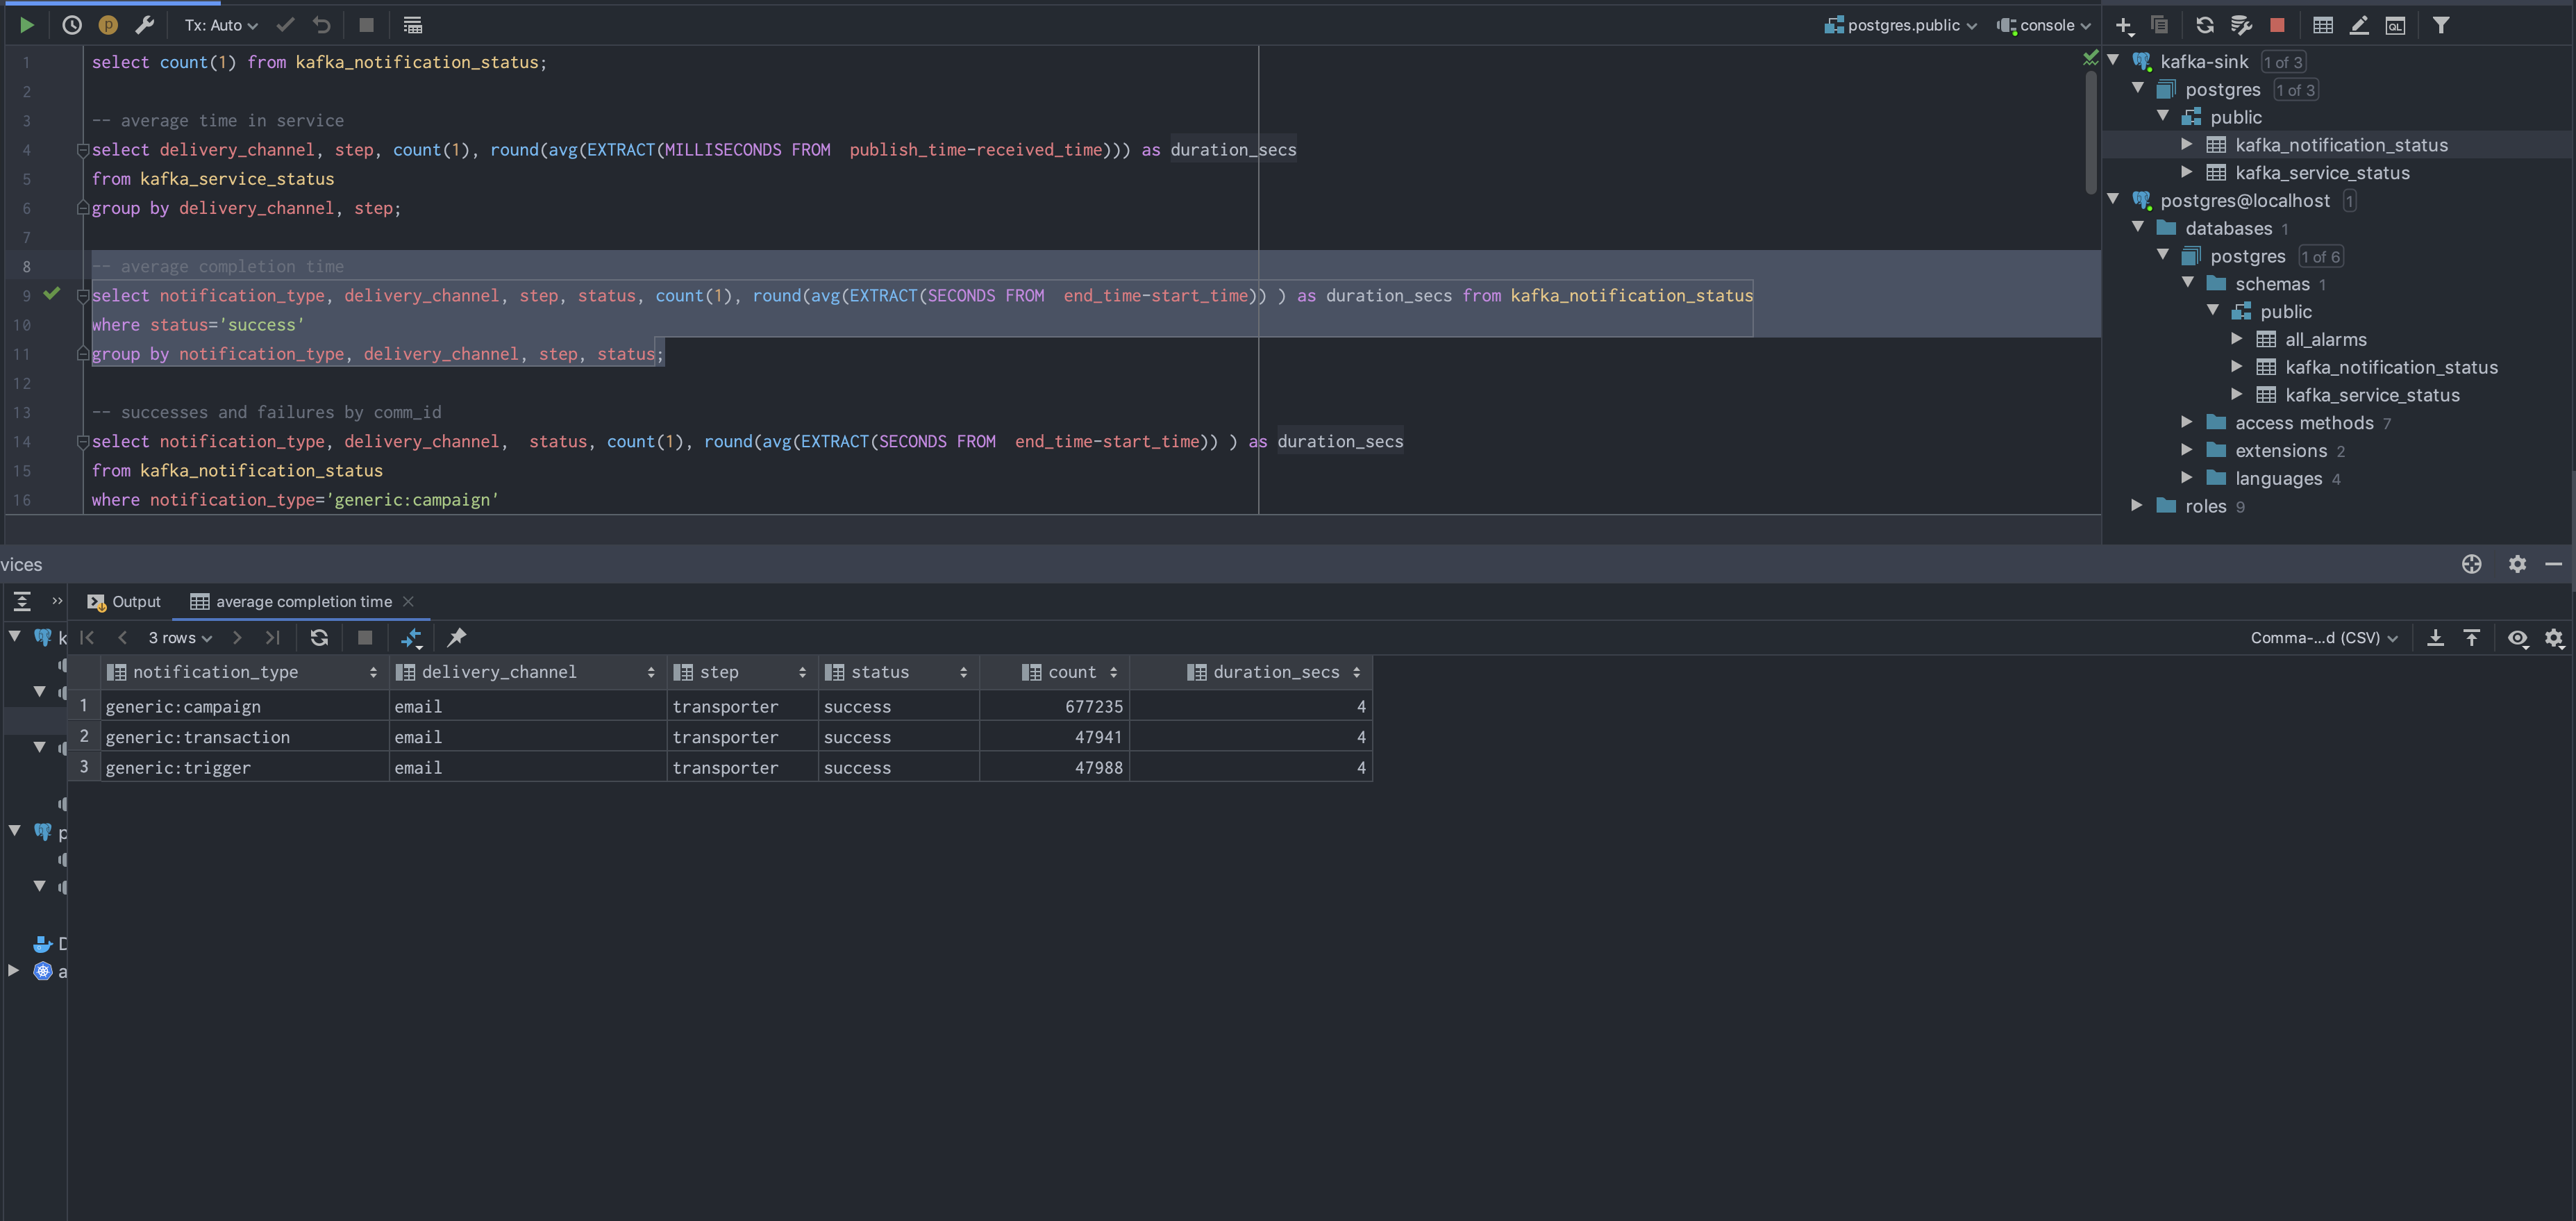 Tx: Auto
postgres.public
console
1 select count(1) from kafka_notification_status;
2
3 -- average time in service
4 select delivery_channel, step, count(1), round(avg(EXTRACT(MILLISECONDS FROM  publish_time-received_time))) as duration_secs
5 from kafka_service_status
6 group by delivery_channel, step;
7
8 -- average completion time
9 select notification_type, delivery_channel, step, status, count(1), round(avg(EXTRACT(SECONDS FROM  end_time-start_time)) ) as duration_secs from kafka_notification_status
10 where status='success'
11 group by notification_type, delivery_channel, step, status;
12
13 -- successes and failures by comm_id
14 select notification_type, delivery_channel,  status, count(1), round(avg(EXTRACT(SECONDS FROM  end_time-start_time)) ) as duration_secs
15 from kafka_notification_status
16 where notification_type='generic:campaign'
kafka-sink 1 of 3
postgres 1 of 3
public
kafka_notification_status
kafka_service_status
postgres@localhost 1
databases 1
postgres 1 of 6
schemas 1
public
all_alarms
kafka_notification_status
kafka_service_status
access methods 7
extensions 2
languages 4
roles 9
vices
Output
average completion time
3 rows
Comma-...d (CSV)
k
p
D
a
notification_type delivery_channel step status count duration_secs
1 generic:campaign email transporter success 677235 4
2 generic:transaction email transporter success 47941 4
3 generic:trigger email transporter success 47988 4